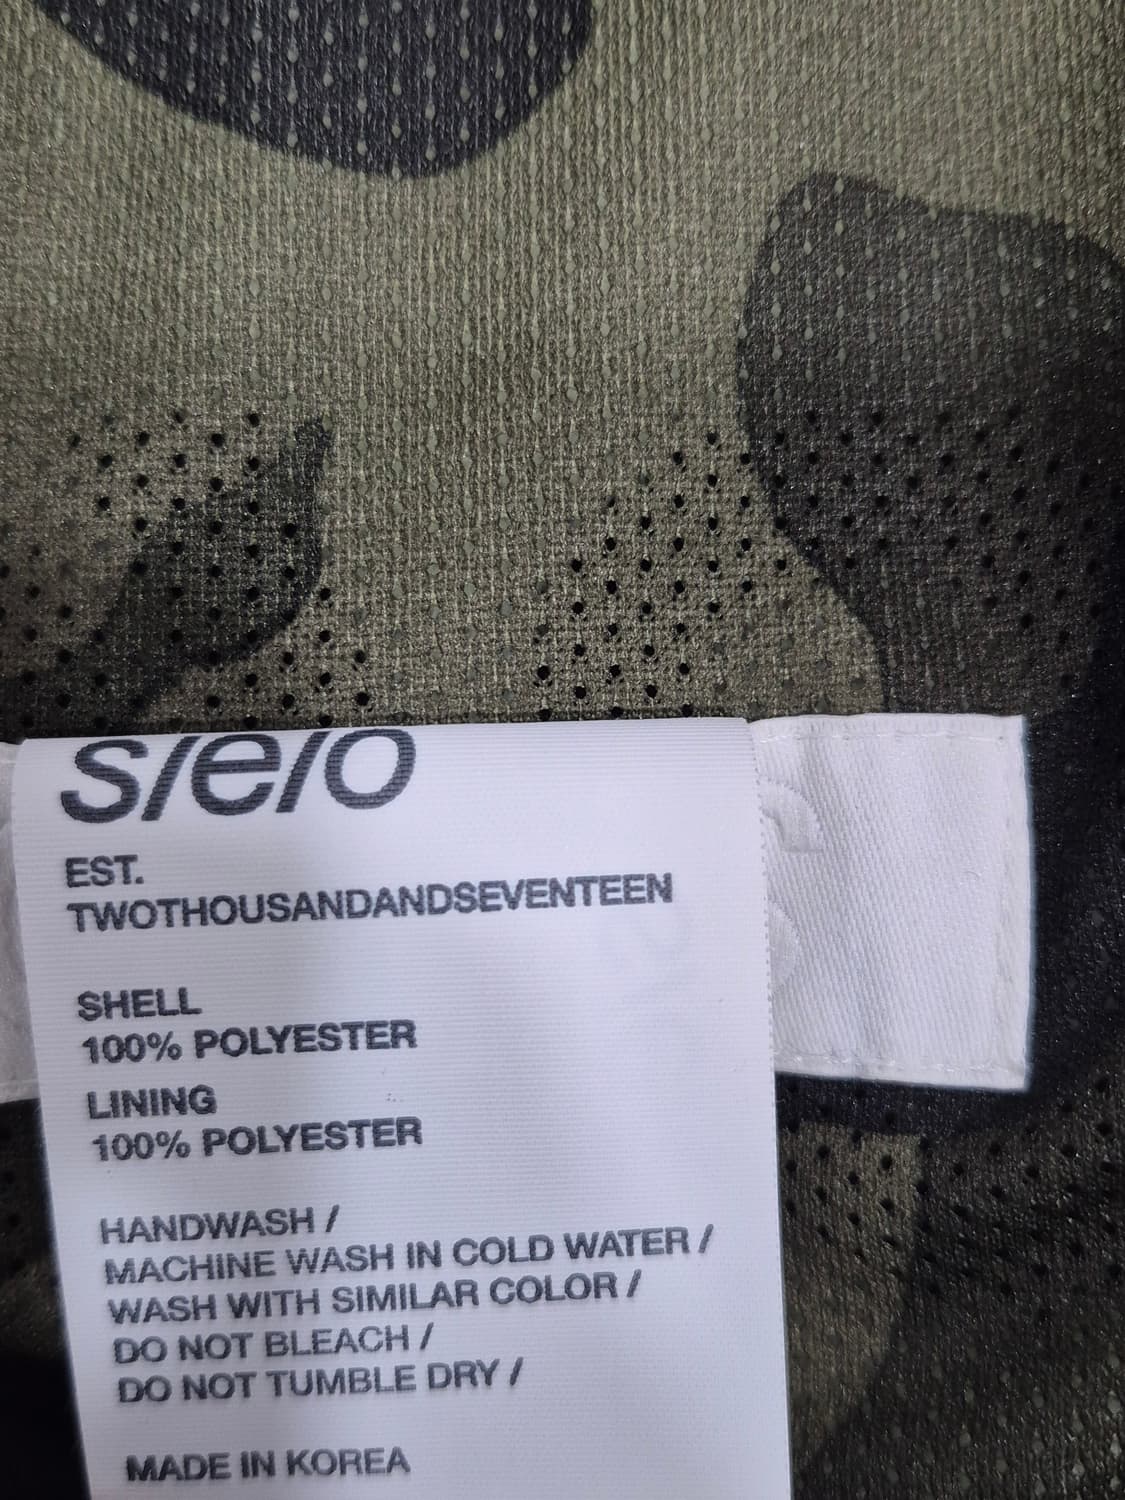 s/e/o
EST.
TWOTHOUSANDANDSEVENTEEN
SHELL
100% POLYESTER
LINING
100% POLYESTER
HANDWASH /
MACHINE WASH IN COLD WATER /
WASH WITH SIMILAR COLOR /
DO NOT BLEACH /
DO NOT TUMBLE DRY /
MADE IN KOREA